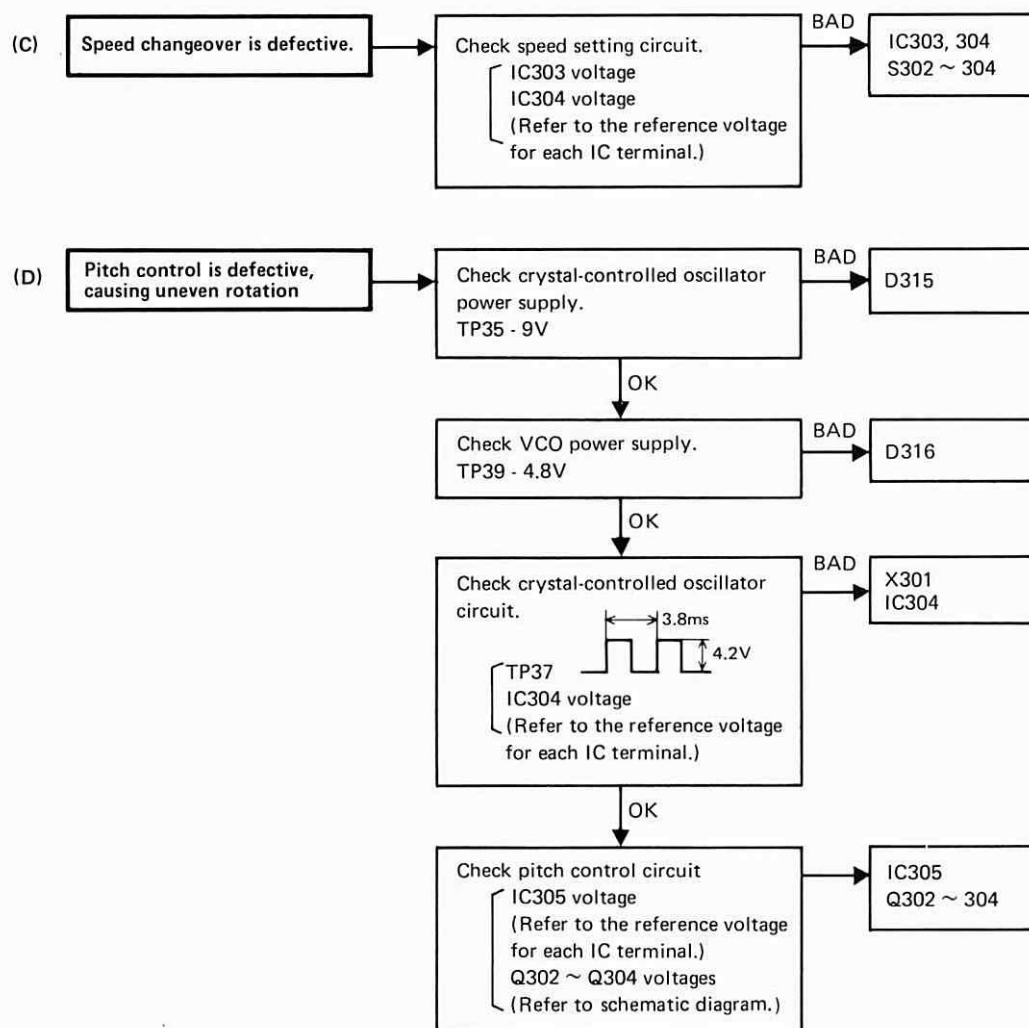 (C)
Speed changeover is defective.
Check speed setting circuit.
IC303 voltage
IC304 voltage
(Refer to the reference voltage
for each IC terminal.)
BAD
IC303, 304
S302 ~ 304
(D)
Pitch control is defective,
causing uneven rotation
Check crystal-controlled oscillator
power supply.
TP35 - 9V
BAD
D315
OK
Check VCO power supply.
TP39 - 4.8V
BAD
D316
OK
Check crystal-controlled oscillator
circuit.
3.8ms
4.2V
TP37
IC304 voltage
(Refer to the reference voltage
for each IC terminal.)
BAD
X301
IC304
OK
Check pitch control circuit
IC305 voltage
(Refer to the reference voltage
for each IC terminal.)
Q302 ~ Q304 voltages
(Refer to schematic diagram.)
IC305
Q302 ~ 304